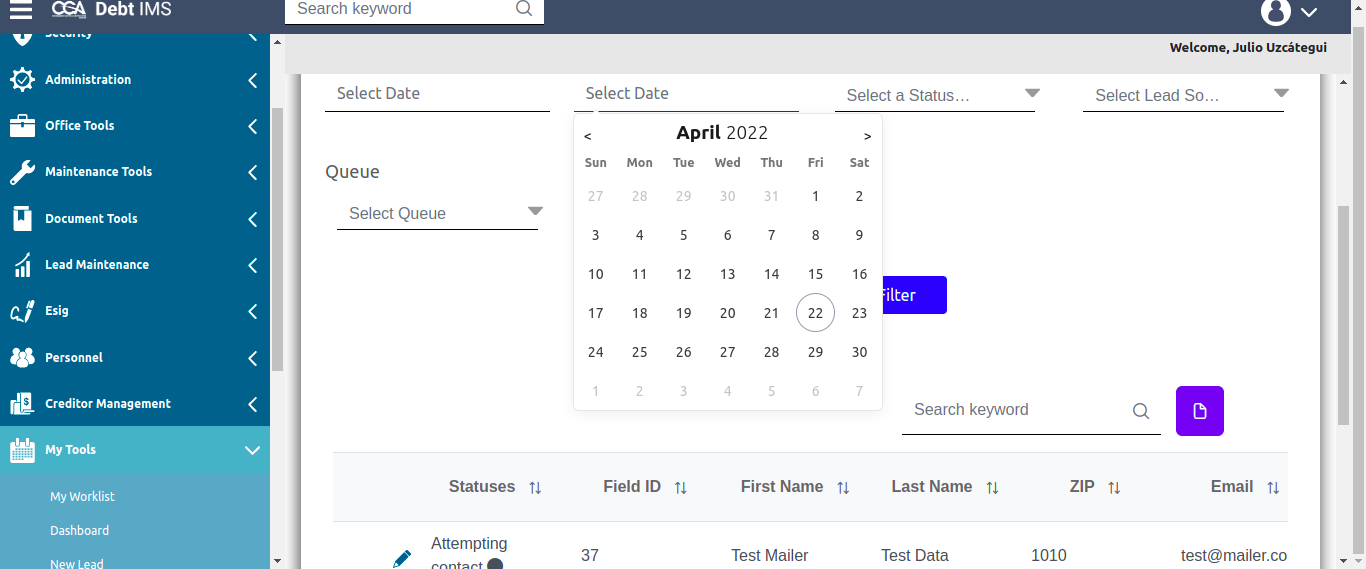 CGA Debt IMS
Search keyword
Welcome, Julio Uzcátegui
Security
Administration
Office Tools
Maintenance Tools
Document Tools
Lead Maintenance
Esig
Personnel
Creditor Management
My Tools
My Worklist
Dashboard
New Lead
Select Date
Select Date
Select a Status...
Select Lead So...
Queue
Select Queue
< April 2022 >
Sun Mon Tue Wed Thu Fri Sat
27 28 29 30 31 1 2
3 4 5 6 7 8 9
10 11 12 13 14 15 16
17 18 19 20 21 22 23
24 25 26 27 28 29 30
1 2 3 4 5 6 7
Filter
Search keyword
Statuses Field ID First Name Last Name ZIP Email
Attempting
contact 37 Test Mailer Test Data 1010 test@mailer.co